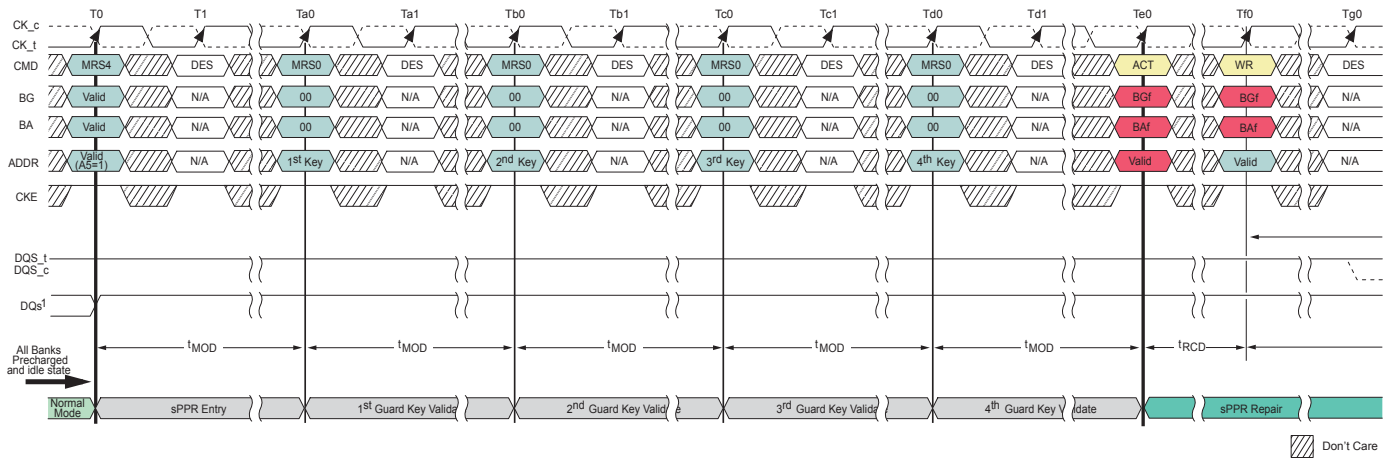 T0 T1 Ta0 Ta1 Tb0 Tb1 Tc0 Tc1 Td0 Td1 Te0 Tf0 Tg0
CK_c
CK_t
CMD MRS4 DES MRS0 DES MRS0 DES MRS0 DES MRS0 DES ACT WR DES
BG Valid N/A 00 N/A 00 N/A 00 N/A 00 N/A BGf BGf N/A
BA Valid N/A 00 N/A 00 N/A 00 N/A 00 N/A BAf BAf N/A
ADDR Valid (A5=1) N/A 1st Key N/A 2nd Key N/A 3rd Key N/A 4th Key N/A Valid Valid N/A
CKE
DQS_t
DQS_c
DQs1
All Banks
Precharged
and idle state
tMOD tMOD tMOD tMOD tMOD tRCD
Normal
Mode
sPPR Entry 1st Guard Key Valida 2nd Guard Key Valid e 3rd Guard Key Valida 4th Guard Key V idate sPPR Repair
Don't Care